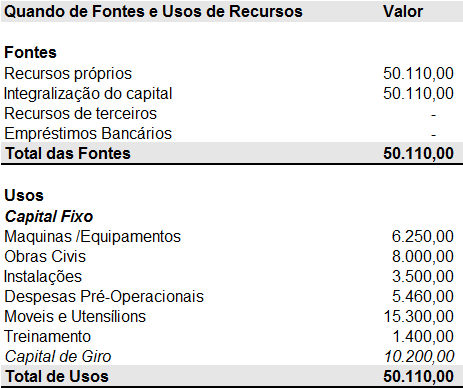 Quando de Fontes e Usos de Recursos Valor
Fontes
Recursos próprios 50.110,00
Integralização do capital 50.110,00
Recursos de terceiros -
Empréstimos Bancários -
Total das Fontes 50.110,00
Usos
Capital Fixo
Maquinas /Equipamentos 6.250,00
Obras Civis 8.000,00
Instalações 3.500,00
Despesas Pré-Operacionais 5.460,00
Moveis e Utensílions 15.300,00
Treinamento 1.400,00
Capital de Giro 10.200,00
Total de Usos 50.110,00